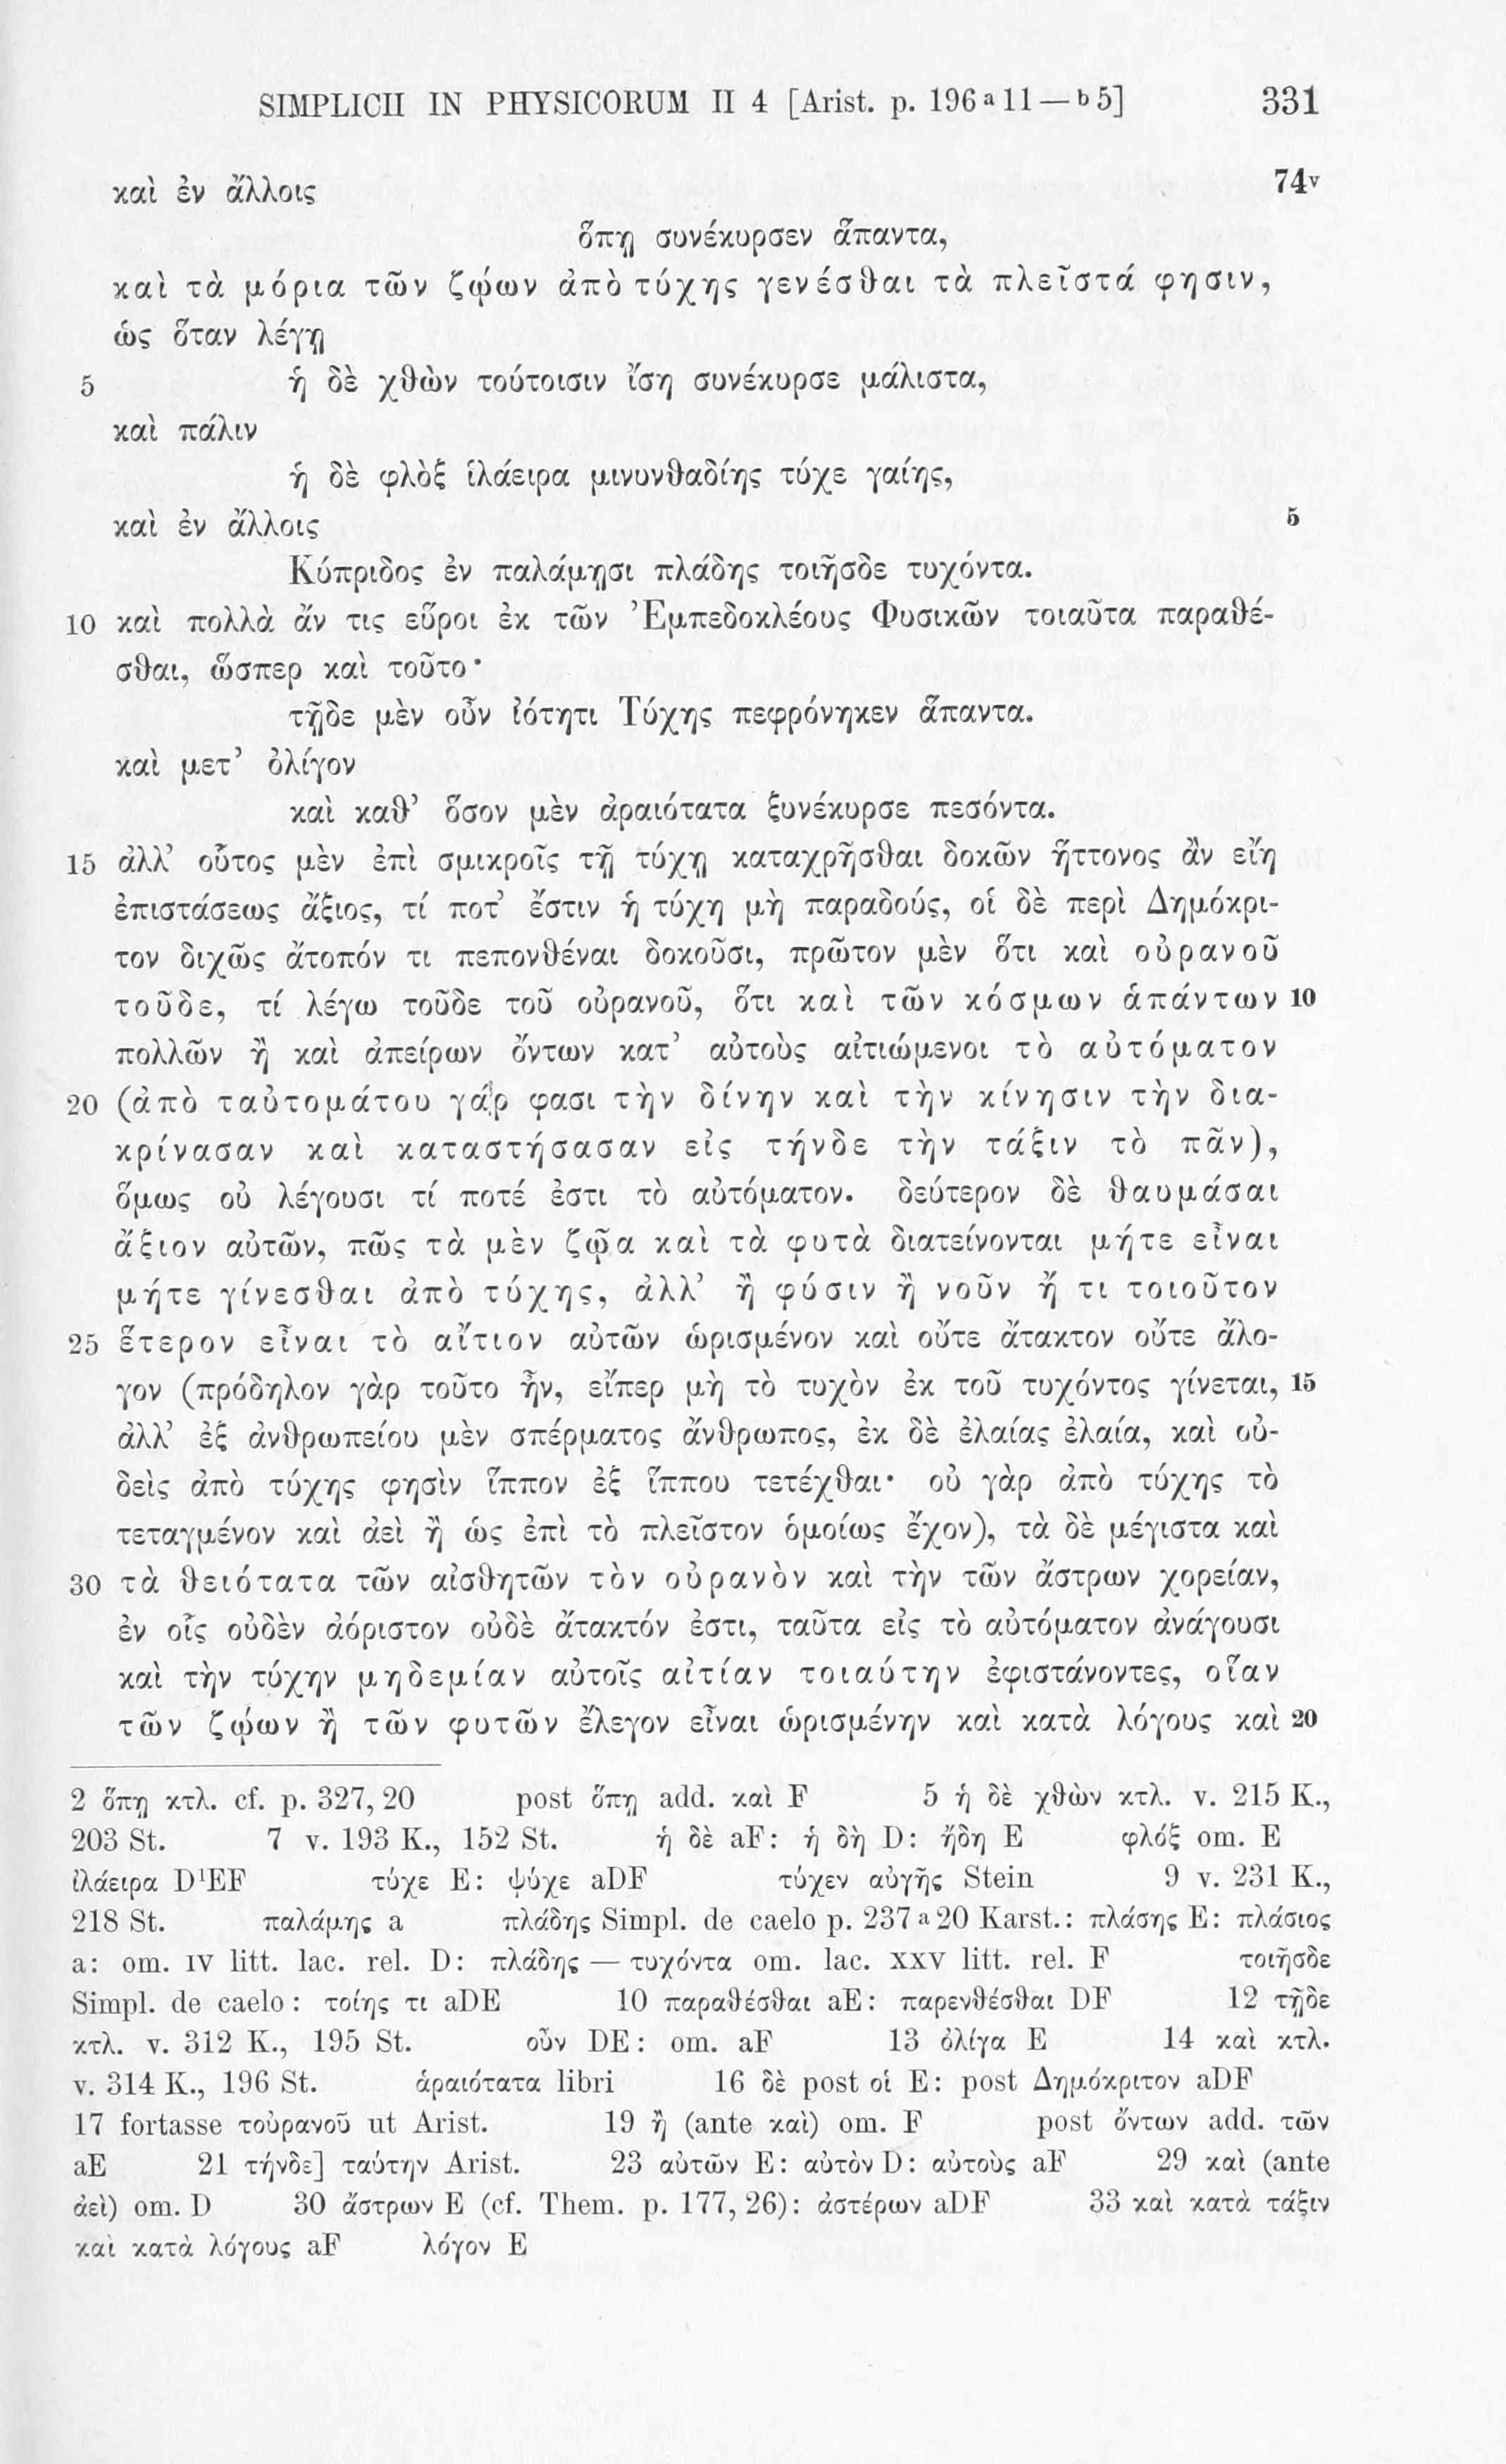 SIMPLICII IN PHYSICORUM II 4 [Arist. p. 196ᵃ11—ᵇ5] 331
καὶ ἐν ἄλλοις 74ᵛ
ὅπῃ συνέκυρσεν ἅπαντα,
καὶ τὰ μόρια τῶν ζῴων ἀπὸ τύχης γενέσθαι τὰ πλεῖστά φησιν,
ὡς ὅταν λέγῃ
5 ἡ δὲ χθὼν τούτοισιν ἴση συνέκυρσε μάλιστα,
καὶ πάλιν
ἡ δὲ φλὸξ ἱλάειρα μινυνθαδίης τύχε γαίης,
καὶ ἐν ἄλλοις 5
Κύπριδος ἐν παλάμῃσι πλάδης τοιῆσδε τυχόντα.
10 καὶ πολλὰ ἄν τις εὕροι ἐκ τῶν Ἐμπεδοκλέους Φυσικῶν τοιαῦτα παραθέ-
σθαι, ὥσπερ καὶ τοῦτο·
τῇδε μὲν οὖν ἰότητι Τύχης πεφρόνηκεν ἅπαντα.
καὶ μετ’ ὀλίγον
καὶ καθ’ ὅσον μὲν ἀραιότατα ξυνέκυρσε πεσόντα.
15 ἀλλ’ οὗτος μὲν ἐπὶ σμικροῖς τῇ τύχῃ καταχρῆσθαι δοκῶν ἥττονος ἂν εἴη
ἐπιστάσεως ἄξιος, τί ποτ’ ἔστιν ἡ τύχη μὴ παραδούς, οἱ δὲ περὶ Δημόκρι-
τον διχῶς ἄτοπόν τι πεπονθέναι δοκοῦσι, πρῶτον μὲν ὅτι καὶ οὐρανοῦ
τοῦδε, τί λέγω τοῦδε τοῦ οὐρανοῦ, ὅτι καὶ τῶν κόσμων ἁπάντων 10
πολλῶν ἢ καὶ ἀπείρων ὄντων κατ’ αὐτοὺς αἰτιώμενοι τὸ αὐτόματον
20 (ἀπὸ ταὐτομάτου γάρ φασι τὴν δίνην καὶ τὴν κίνησιν τὴν δια-
κρίνασαν καὶ καταστήσασαν εἰς τήνδε τὴν τάξιν τὸ πᾶν),
ὅμως οὐ λέγουσι τί ποτέ ἐστι τὸ αὐτόματον. δεύτερον δὲ θαυμάσαι
ἄξιον αὐτῶν, πῶς τὰ μὲν ζῷα καὶ τὰ φυτὰ διατείνονται μήτε εἶναι
μήτε γίνεσθαι ἀπὸ τύχης, ἀλλ’ ἢ φύσιν ἢ νοῦν ἤ τι τοιοῦτον
25 ἕτερον εἶναι τὸ αἴτιον αὐτῶν ὡρισμένον καὶ οὔτε ἄτακτον οὔτε ἄλο-
γον (πρόδηλον γὰρ τοῦτο ἦν, εἴπερ μὴ τὸ τυχὸν ἐκ τοῦ τυχόντος γίνεται, 15
ἀλλ’ ἐξ ἀνθρωπείου μὲν σπέρματος ἄνθρωπος, ἐκ δὲ ἐλαίας ἐλαία, καὶ οὐ-
δεὶς ἀπὸ τύχης φησὶν ἵππον ἐξ ἵππου τετέχθαι· οὐ γὰρ ἀπὸ τύχης τὸ
τεταγμένον καὶ ἀεὶ ἢ ὡς ἐπὶ τὸ πλεῖστον ὁμοίως ἔχον), τὰ δὲ μέγιστα καὶ
30 τὰ θειότατα τῶν αἰσθητῶν τὸν οὐρανὸν καὶ τὴν τῶν ἄστρων χορείαν,
ἐν οἷς οὐδὲν ἀόριστον οὐδὲ ἄτακτόν ἐστι, ταῦτα εἰς τὸ αὐτόματον ἀνάγουσι
καὶ τὴν τύχην μηδεμίαν αὐτοῖς αἰτίαν τοιαύτην ἐφιστάνοντες, οἵαν
τῶν ζῴων ἢ τῶν φυτῶν ἔλεγον εἶναι ὡρισμένην καὶ κατὰ λόγους καὶ 20
2 ὅπῃ κτλ. cf. p. 327, 20 post ὅπῃ add. καὶ F 5 ἡ δὲ χθὼν κτλ. v. 215 K.,
203 St. 7 v. 193 K., 152 St. ἡ δὲ aF: ἡ δὴ D: ἤδη E φλόξ om. E
ἰλάειρα D¹EF τύχε E: ψύχε aDF τύχεν αὐγῆς Stein 9 v. 231 K.,
218 St. παλάμης a πλάδης Simpl. de caelo p. 237ᵃ20 Karst.: πλάσης E: πλάσιος
a: om. IV litt. lac. rel. D: πλάδης — τυχόντα om. lac. XXV litt. rel. F τοιῆσδε
Simpl. de caelo: τοίης τι aDE 10 παραθέσθαι aE: παρενθέσθαι DF 12 τῇδε
κτλ. v. 312 K., 195 St. οὖν DE: om. aF 13 ὀλίγα E 14 καὶ κτλ.
v. 314 K., 196 St. ἁραιότατα libri 16 δὲ post οἱ E: post Δημόκριτον aDF
17 fortasse τοὐρανοῦ ut Arist. 19 ἢ (ante καὶ) om. F post ὄντων add. τῶν
aE 21 τήνδε] ταύτην Arist. 23 αὐτῶν E: αὐτὸν D: αὐτοὺς aF 29 καὶ (ante
ἀεὶ) om. D 30 ἄστρων E (cf. Them. p. 177, 26): ἀστέρων aDF 33 καὶ κατὰ τάξιν
καὶ κατὰ λόγους aF λόγον E